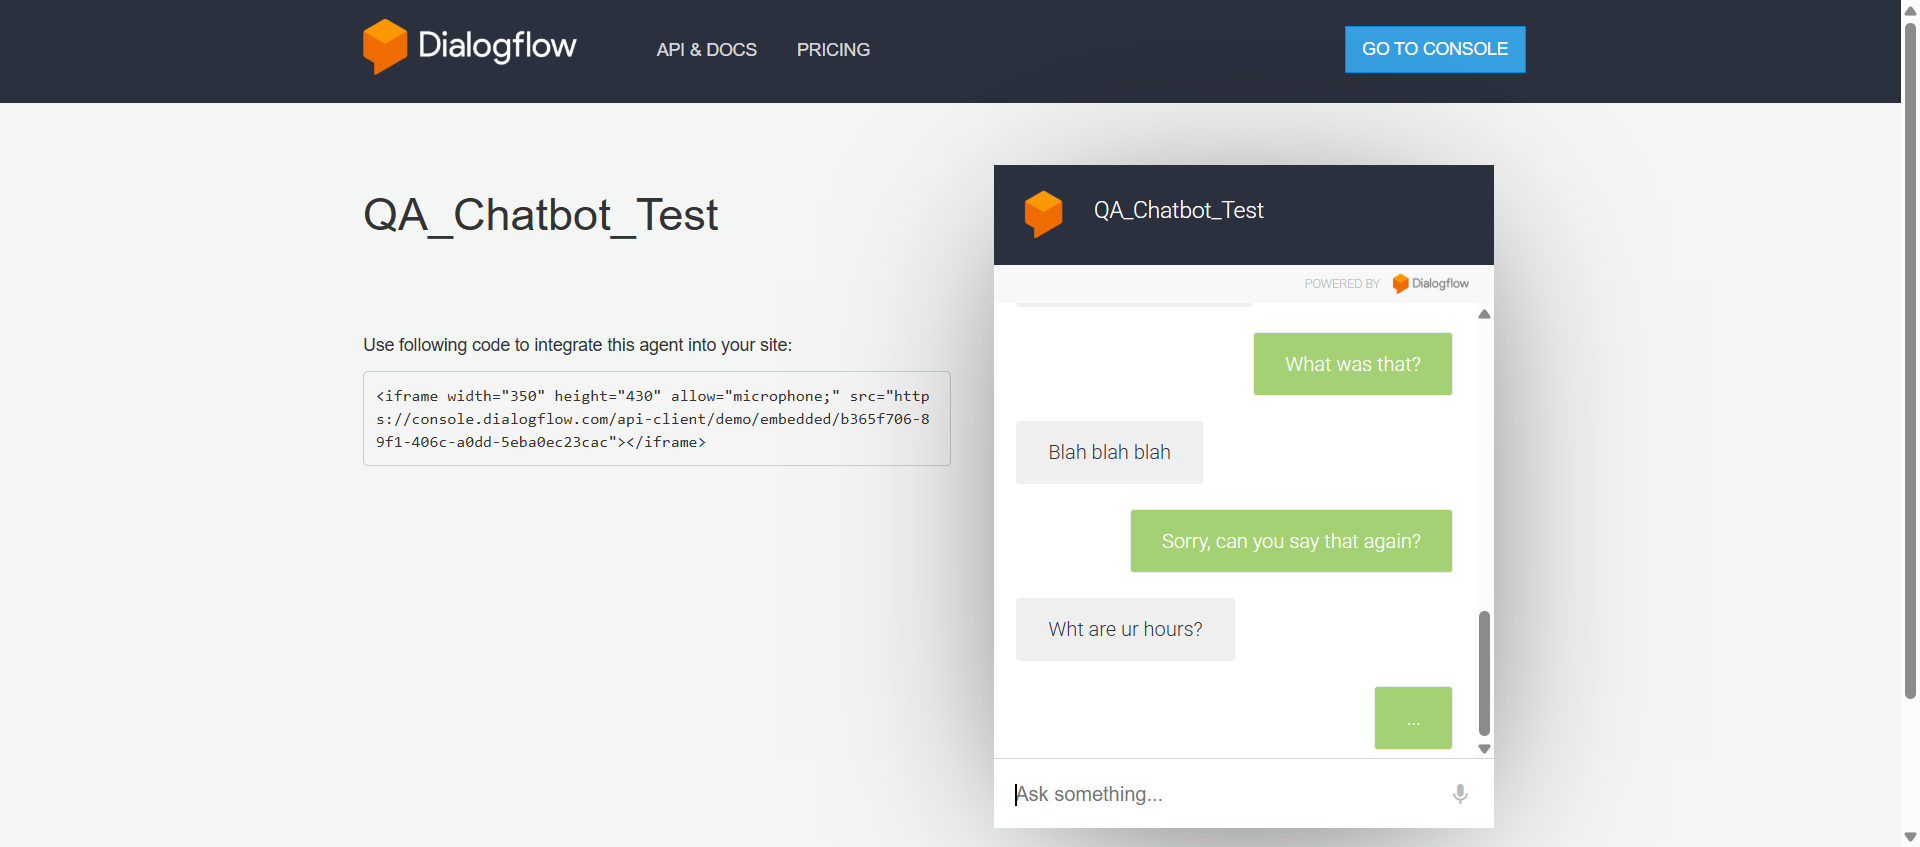 Dialogflow
API & DOCS
PRICING
GO TO CONSOLE
QA_Chatbot_Test
Use following code to integrate this agent into your site:
<iframe width="350" height="430" allow="microphone;" src="http
s://console.dialogflow.com/api-client/demo/embedded/b365f706-8
9f1-406c-a0dd-5eba0ec23cac"></iframe>
QA_Chatbot_Test
POWERED BY Dialogflow
What was that?
Blah blah blah
Sorry, can you say that again?
Wht are ur hours?
...
Ask something...